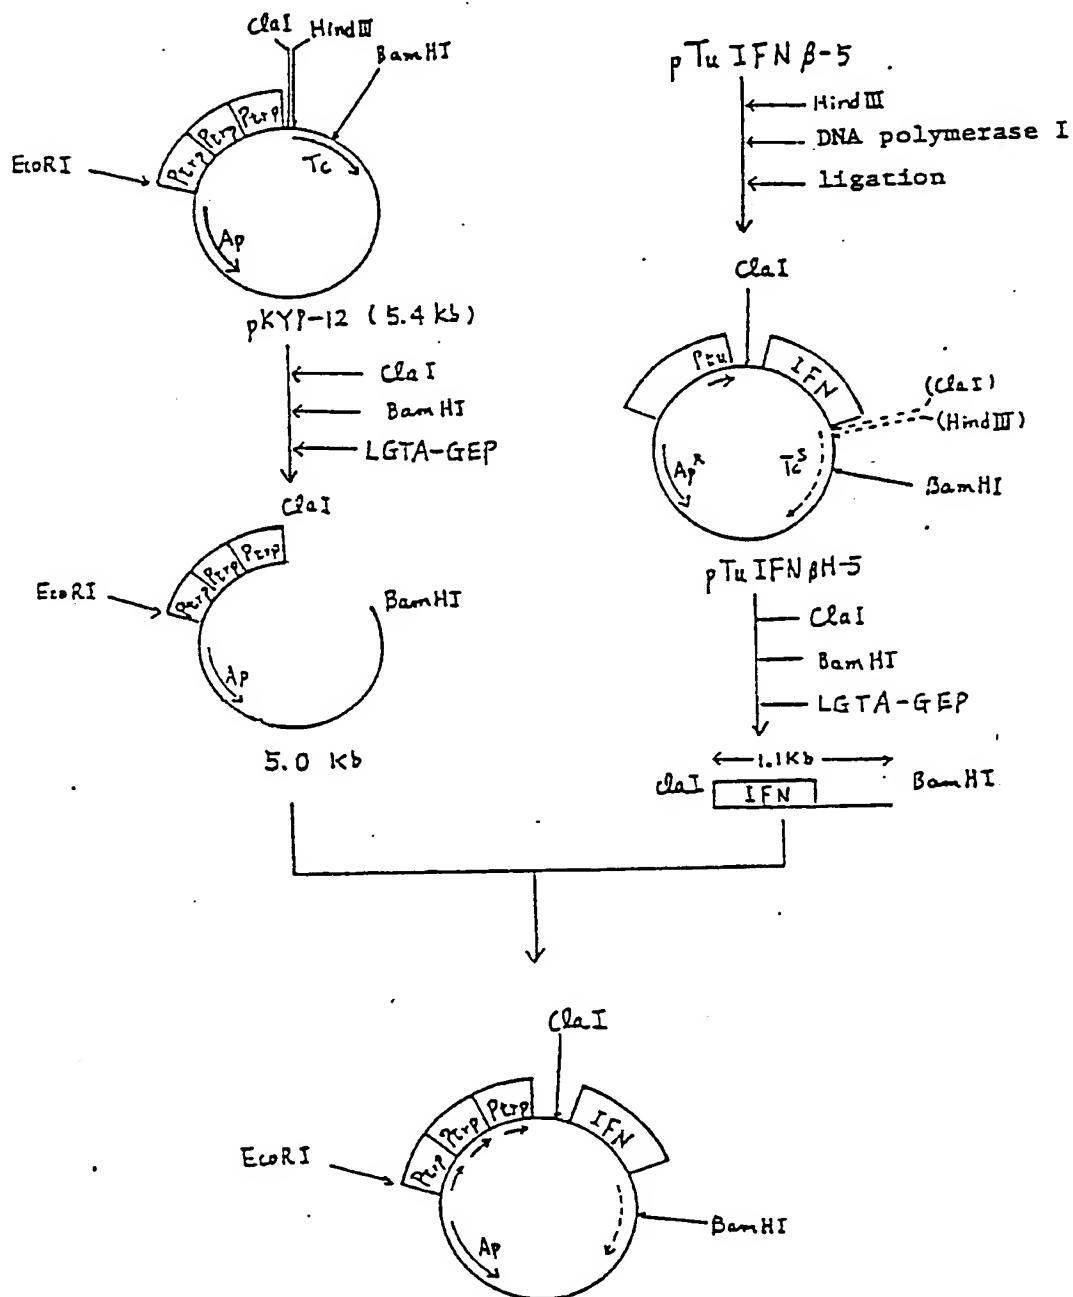 ClaI HindIII
BamHI
Ptrp Ptrp Ptrp
EcoRI
Tc
Ap
pKYP-12 (5.4 kb)
ClaI
BamHI
LGTA-GEP
ClaI
Ptrp Ptrp Ptrp
EcoRI
BamHI
Ap
5.0 Kb
pTu IFN β-5
HindIII
DNA polymerase I
ligation
ClaI
Ptu
IFN
(ClaI)
(HindIII)
Ap^R
Tc^S
BamHI
pTu IFN βH-5
ClaI
BamHI
LGTA-GEP
1.1Kb
ClaI
IFN
BamHI
ClaI
Ptrp Ptrp Ptrp
IFN
EcoRI
BamHI
Ap